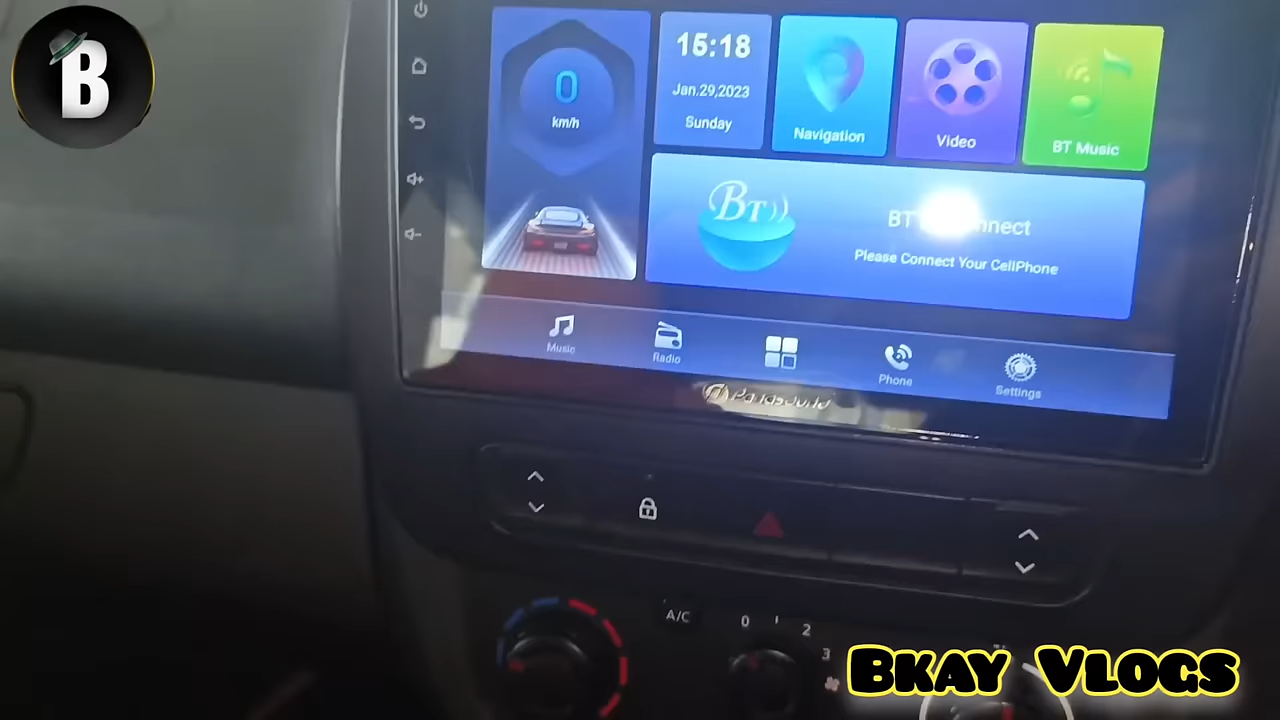 B
0
km/h
15:18
Jan.29,2023
Sunday
Navigation
Video
BT Music
BT
Please Connect Your CellPhone
Music
Radio
Phone
Settings
A/C
0
2
3
Bkay Vlogs